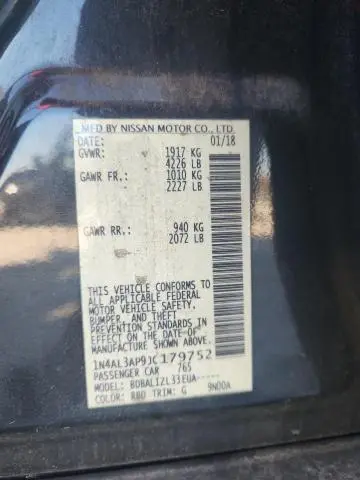 MFD BY NISSAN MOTOR CO., LTD.
DATE: 01/18
GVWR: 1917 KG
4226 LB
GAWR FR.: 1010 KG
2227 LB
GAWR RR.: 940 KG
2072 LB
THIS VEHICLE CONFORMS TO
ALL APPLICABLE FEDERAL
MOTOR VEHICLE SAFETY,
BUMPER, AND THEFT
PREVENTION STANDARDS
IN EFFECT ON THE DATE OF
MANUFACTURE SHOWN ABOVE.
1N4AL3AP9JC179752
PASSENGER CAR 765
MODEL: BDBALIZL33EUA-----
COLOR: RBD TRIM: G 9N00A